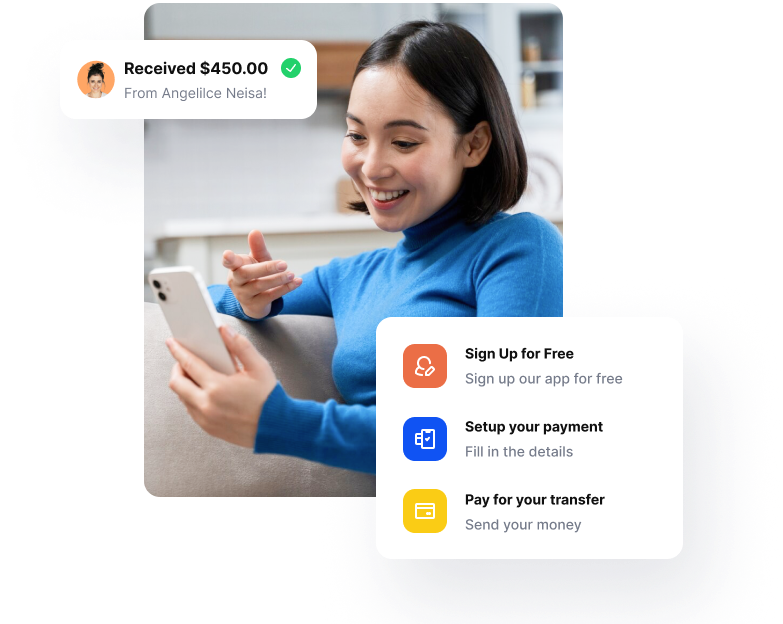 Received $450.00
From Angelilce Neisa!
Sign Up for Free
Sign up our app for free
Setup your payment
Fill in the details
Pay for your transfer
Send your money